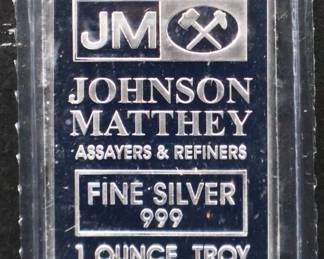 JM
JOHNSON
MATTHEY
ASSAYERS & REFINERS
FINE SILVER
999
1 OUNCE TROY